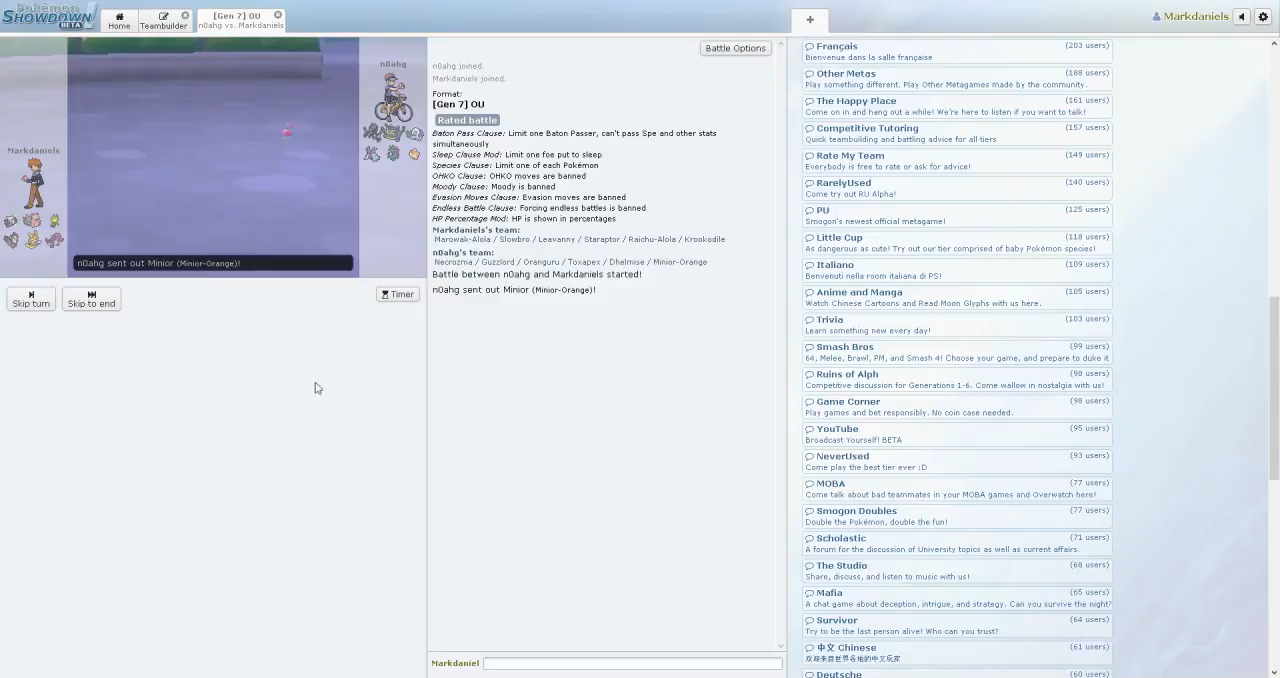 Pokémon
SHOWDOWN
BETA
Home
Teambuilder
[Gen 7] OU
n0ahg vs. Markdaniels
+
Markdaniels
Markdaniels
n0ahg
n0ahg sent out Minior (Minior-Orange)!
Skip turn
Skip to end
Timer
Battle Options
n0ahg joined.
Markdaniels joined.
Format:
[Gen 7] OU
Rated battle
Baton Pass Clause: Limit one Baton Passer, can't pass Spe and other stats
simultaneously
Sleep Clause Mod: Limit one foe put to sleep
Species Clause: Limit one of each Pokémon
OHKO Clause: OHKO moves are banned
Moody Clause: Moody is banned
Evasion Moves Clause: Evasion moves are banned
Endless Battle Clause: Forcing endless battles is banned
HP Percentage Mod: HP is shown in percentages
Markdaniels's team:
Marowak-Alola / Slowbro / Leavanny / Staraptor / Raichu-Alola / Krookodile
n0ahg's team:
Necrozma / Guzzlord / Oranguru / Toxapex / Dhelmise / Minior-Orange
Battle between n0ahg and Markdaniels started!
n0ahg sent out Minior (Minior-Orange)!
Markdaniel
Français (203 users)
Bienvenue dans la salle française
Other Metas (188 users)
Play something different. Play Other Metagames made by the community.
The Happy Place (161 users)
Come on in and hang out a while! We're here to listen if you want to talk!
Competitive Tutoring (157 users)
Quick teambuilding and battling advice for all tiers
Rate My Team (149 users)
Everybody is free to rate or ask for advice!
RarelyUsed (140 users)
Come try out RU Alpha!
PU (125 users)
Smogon's newest official metagame!
Little Cup (118 users)
As dangerous as cute! Try out our tier comprised of baby Pokémon species!
Italiano (109 users)
Benvenuti nella room italiana di PS!
Anime and Manga (105 users)
Watch Chinese Cartoons and Read Moon Glyphs with us here.
Trivia (103 users)
Learn something new every day!
Smash Bros (99 users)
64, Melee, Brawl, PM, and Smash 4! Choose your game, and prepare to duke it
Ruins of Alph (98 users)
Competitive discussion for Generations 1-6. Come wallow in nostalgia with us!
Game Corner (98 users)
Play games and bet responsibly. No coin case needed.
YouTube (95 users)
Broadcast Yourself! BETA
NeverUsed (93 users)
Come play the best tier ever :D
MOBA (77 users)
Come talk about bad teammates in your MOBA games and Overwatch here!
Smogon Doubles (77 users)
Double the Pokémon, double the fun!
Scholastic (71 users)
A forum for the discussion of University topics as well as current affairs.
The Studio (68 users)
Share, discuss, and listen to music with us!
Mafia (65 users)
A chat game about deception, intrigue, and strategy. Can you survive the night?
Survivor (64 users)
Try to be the last person alive! Who can you trust?
中文 Chinese (61 users)
欢迎来自世界各地的中文玩家
Deutsche (60 users)